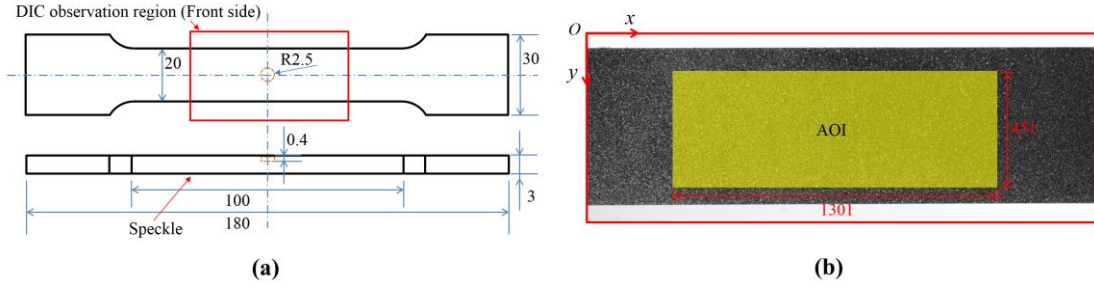 DIC observation region (Front side)
R2.5
20
30
0.4
3
100
Speckle
180
(a)
O
x
y
AOI
451
1301
(b)